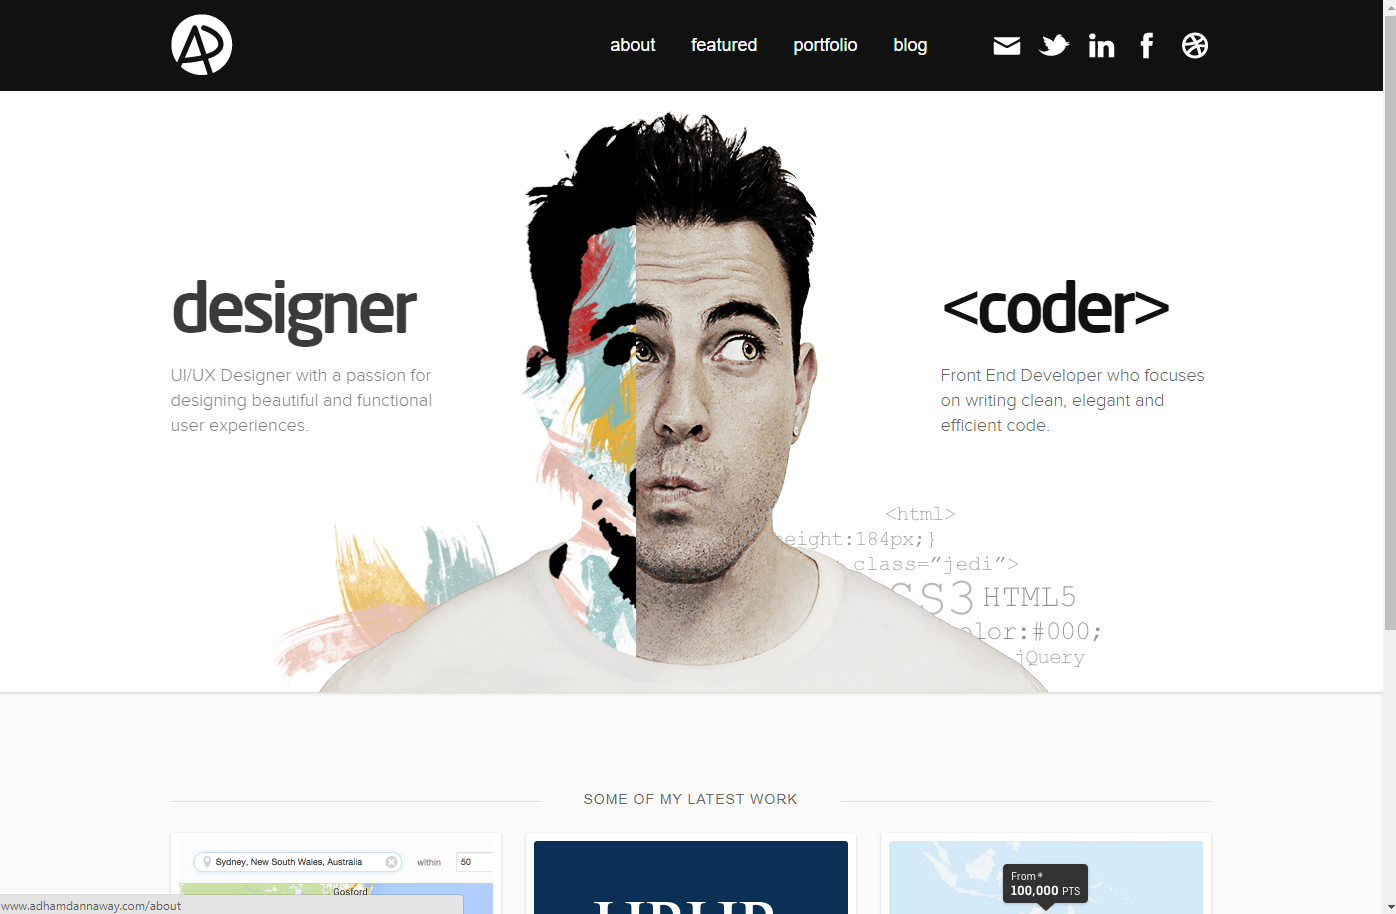 about featured portfolio blog
designer
UI/UX Designer with a passion for
designing beautiful and functional
user experiences.
<coder>
Front End Developer who focuses
on writing clean, elegant and
efficient code.
<html>
eight:184px;}
class="jedi">
SS3 HTML5
olor:#000;
jQuery
SOME OF MY LATEST WORK
Sydney, New South Wales, Australia within 50
Gosford
From *
100,000 PTS
www.adhamdannaway.com/about